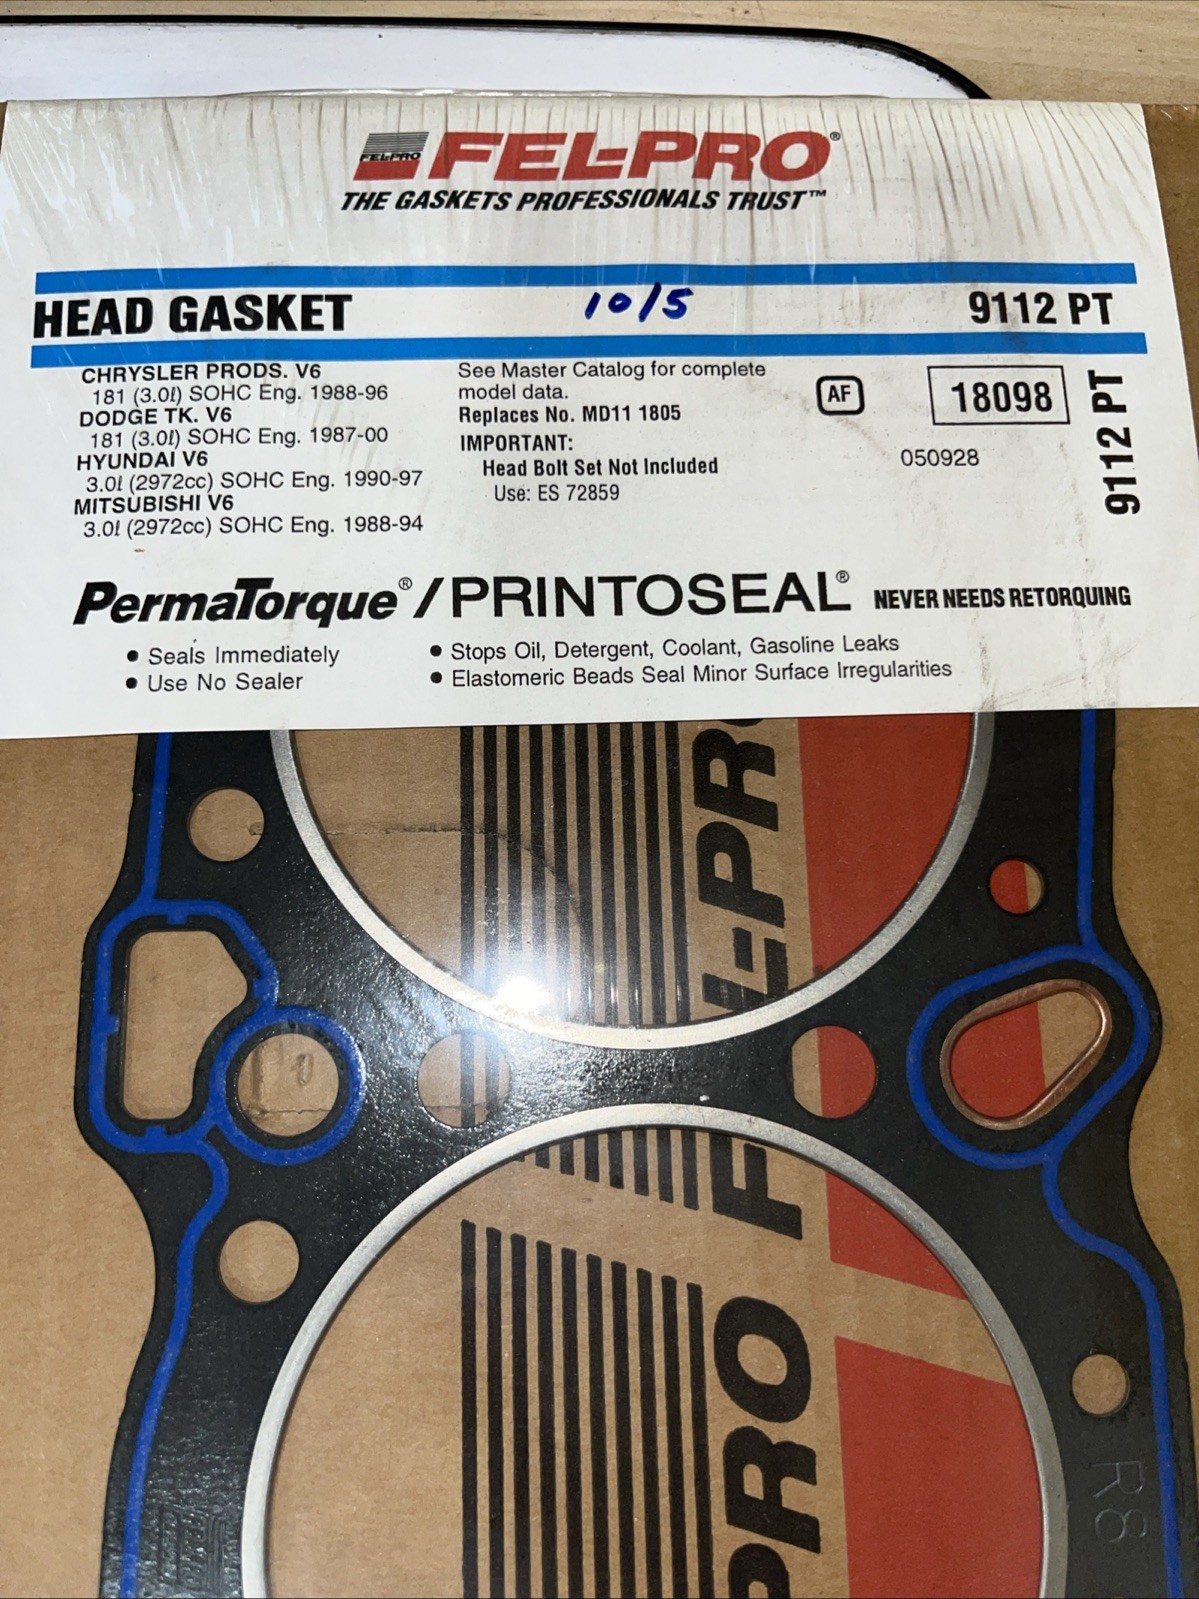 FEL-PRO FEL-PRO®
THE GASKETS PROFESSIONALS TRUST™
HEAD GASKET 10/5 9112 PT
CHRYSLER PRODS. V6
181 (3.0ℓ) SOHC Eng. 1988-96
DODGE TK. V6
181 (3.0ℓ) SOHC Eng. 1987-00
HYUNDAI V6
3.0ℓ (2972cc) SOHC Eng. 1990-97
MITSUBISHI V6
3.0ℓ (2972cc) SOHC Eng. 1988-94
See Master Catalog for complete
model data.
Replaces No. MD11 1805
IMPORTANT:
Head Bolt Set Not Included
Use: ES 72859
AF
18098
050928
9112 PT
PermaTorque®/PRINTOSEAL® NEVER NEEDS RETORQUING
• Seals Immediately
• Use No Sealer
• Stops Oil, Detergent, Coolant, Gasoline Leaks
• Elastomeric Beads Seal Minor Surface Irregularities
FEL-PRO
PRO
R8